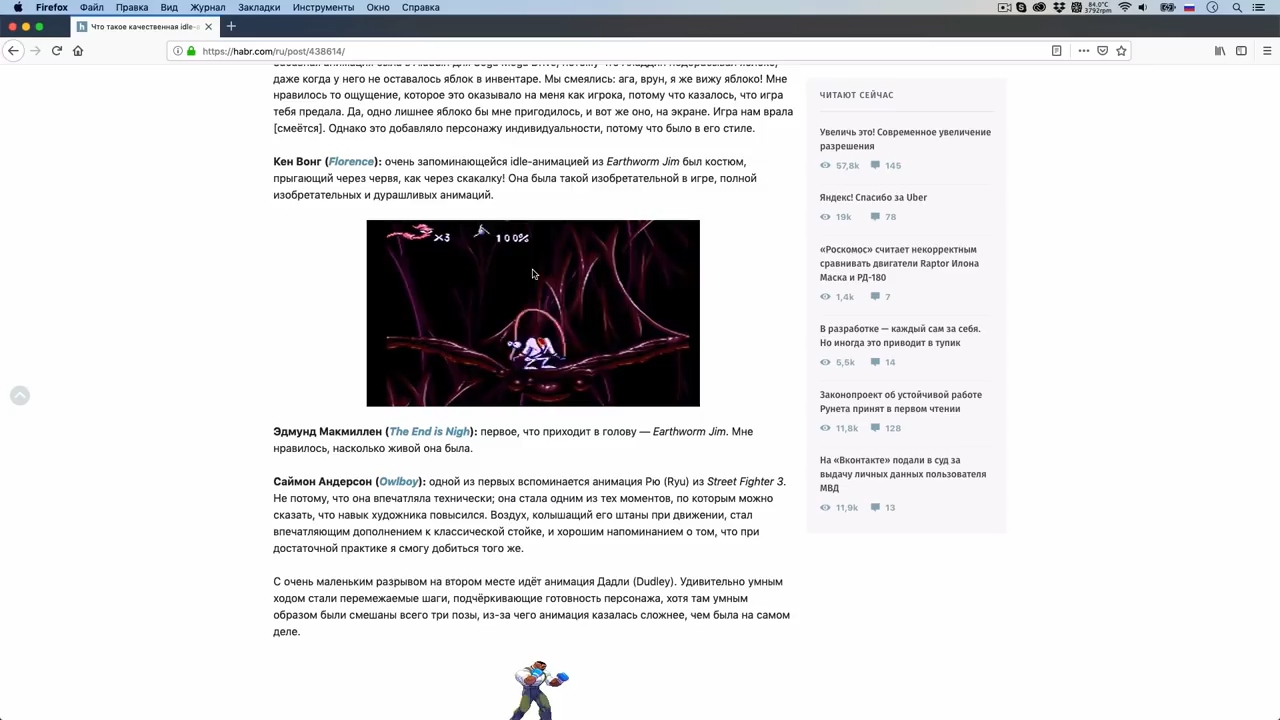 Firefox Файл Правка Вид Журнал Закладки Инструменты Окно Справка
84.0°C
3792rpm
Что такое качественная idle-а
https://habr.com/ru/post/438614/
даже когда у него не оставалось яблок в инвентаре. Мы смеялись: ага, врун, я же вижу яблоко! Мне
нравилось то ощущение, которое это оказывало на меня как игрока, потому что казалось, что игра
тебя предала. Да, одно лишнее яблоко бы мне пригодилось, и вот же оно, на экране. Игра нам врала
[смеётся]. Однако это добавляло персонажу индивидуальности, потому что было в его стиле.
Кен Вонг (Florence): очень запоминающейся idle-анимацией из Earthworm Jim был костюм,
прыгающий через червя, как через скакалку! Она была такой изобретательной в игре, полной
изобретательных и дурашливых анимаций.
X3 100%
Эдмунд Макмиллен (The End is Nigh): первое, что приходит в голову — Earthworm Jim. Мне
нравилось, насколько живой она была.
Саймон Андерсон (Owlboy): одной из первых вспоминается анимация Рю (Ryu) из Street Fighter 3.
Не потому, что она впечатляла технически; она стала одним из тех моментов, по которым можно
сказать, что навык художника повысился. Воздух, колышащий его штаны при движении, стал
впечатляющим дополнением к классической стойке, и хорошим напоминанием о том, что при
достаточной практике я смогу добиться того же.
С очень маленьким разрывом на втором месте идёт анимация Дадли (Dudley). Удивительно умным
ходом стали перемежаемые шаги, подчёркивающие готовность персонажа, хотя там умным
образом были смешаны всего три позы, из-за чего анимация казалась сложнее, чем была на самом
деле.
ЧИТАЮТ СЕЙЧАС
Увеличь это! Современное увеличение
разрешения
57,8k 145
Яндекс! Спасибо за Uber
19k 78
«Роскомос» считает некорректным
сравнивать двигатели Raptor Илона
Маска и РД-180
1,4k 7
В разработке — каждый сам за себя.
Но иногда это приводит в тупик
5,5k 14
Законопроект об устойчивой работе
Рунета принят в первом чтении
11,8k 128
На «Вконтакте» подали в суд за
выдачу личных данных пользователя
МВД
11,9k 13